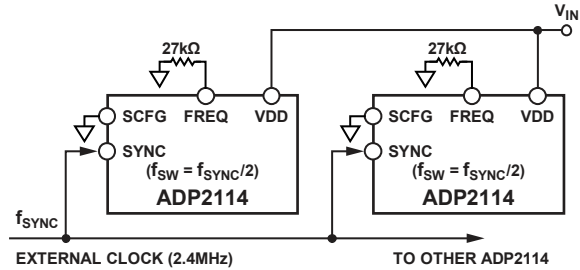 V_IN
27kΩ 27kΩ
SCFG FREQ VDD SCFG FREQ VDD
SYNC SYNC
(f_SW = f_SYNC/2) (f_SW = f_SYNC/2)
ADP2114 ADP2114
f_SYNC
EXTERNAL CLOCK (2.4MHz) TO OTHER ADP2114